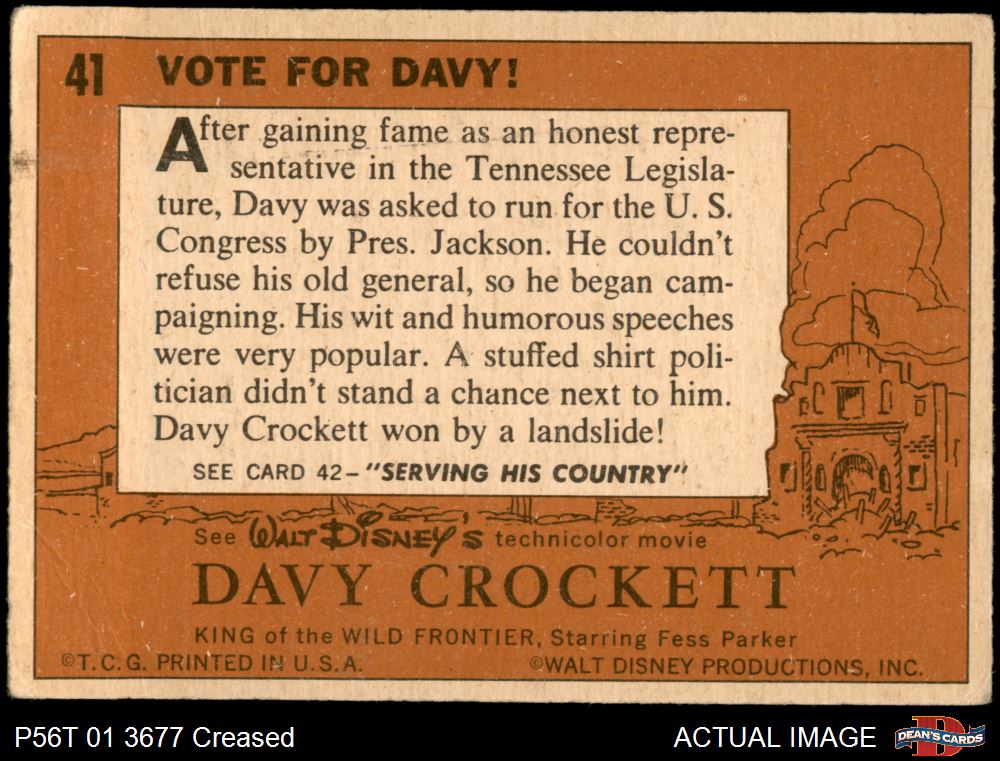 41 VOTE FOR DAVY!
After gaining fame as an honest repre-
sentative in the Tennessee Legisla-
ture, Davy was asked to run for the U. S.
Congress by Pres. Jackson. He couldn't
refuse his old general, so he began cam-
paigning. His wit and humorous speeches
were very popular. A stuffed shirt poli-
tician didn't stand a chance next to him.
Davy Crockett won by a landslide!
SEE CARD 42–"SERVING HIS COUNTRY"
See WALT DISNEY'S technicolor movie
DAVY CROCKETT
KING of the WILD FRONTIER, Starring Fess Parker
©T.C.G. PRINTED IN U.S.A. ©WALT DISNEY PRODUCTIONS, INC.
P56T 01 3677 Creased ACTUAL IMAGE DEAN'S CARDS